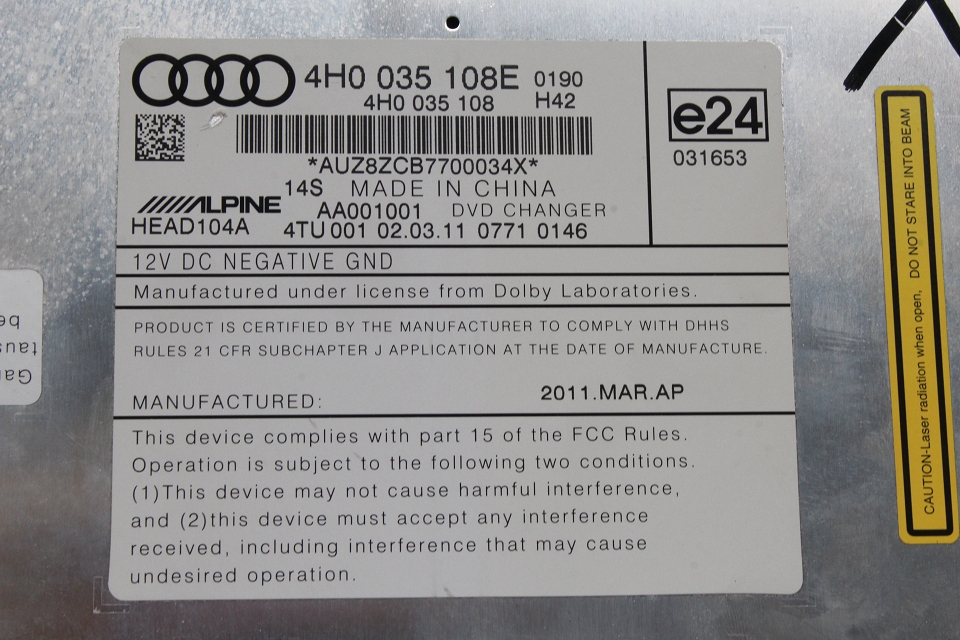 4H0 035 108E 0190
4H0 035 108 H42
*AUZ8ZCB7700034X*
14S MADE IN CHINA
ALPINE AA001001 DVD CHANGER
HEAD104A 4TU 001 02.03.11 0771 0146
e24
031653
12V DC NEGATIVE GND
Manufactured under license from Dolby Laboratories.
PRODUCT IS CERTIFIED BY THE MANUFACTURER TO COMPLY WITH DHHS
RULES 21 CFR SUBCHAPTER J APPLICATION AT THE DATE OF MANUFACTURE.
MANUFACTURED: 2011.MAR.AP
This device complies with part 15 of the FCC Rules.
Operation is subject to the following two conditions.
(1)This device may not cause harmful interference,
and (2)this device must accept any interference
received, including interference that may cause
undesired operation.
CAUTION-Laser radiation when open, DO NOT STARE INTO BEAM